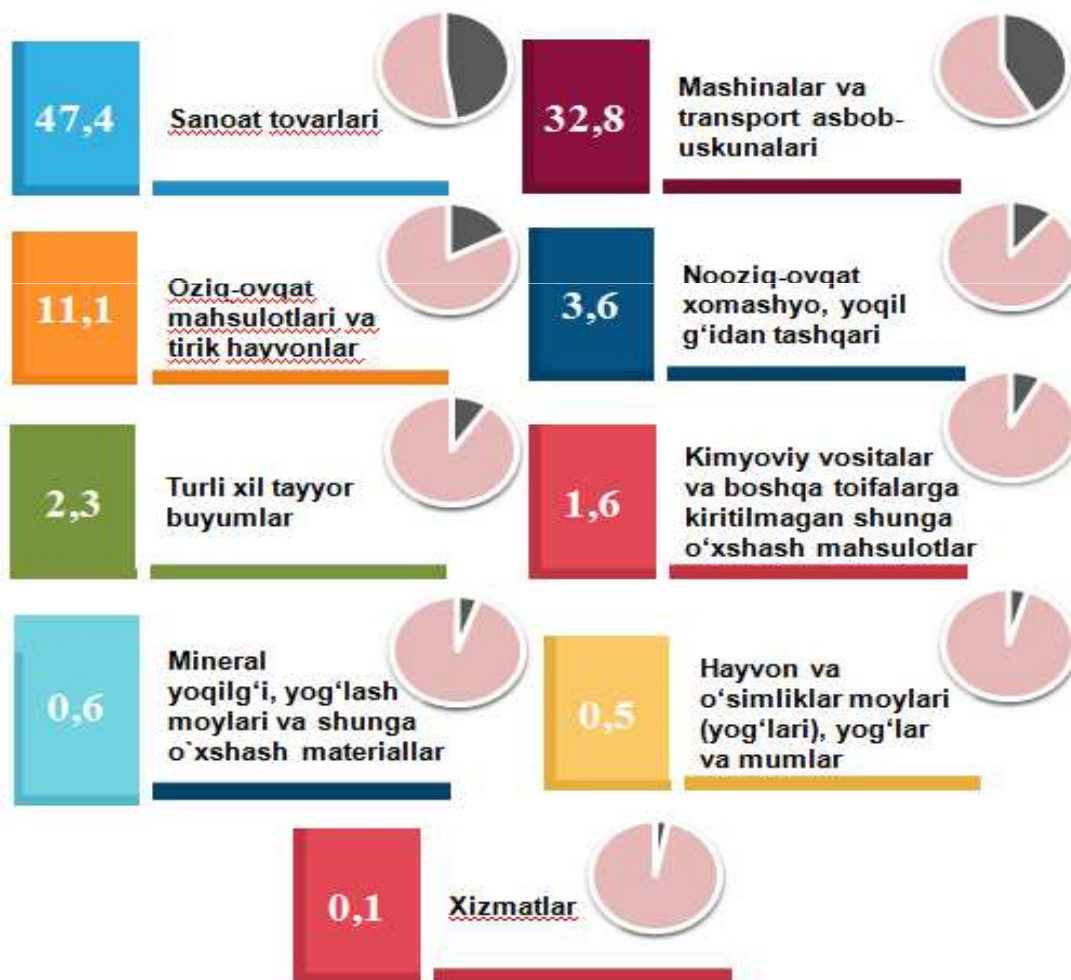 47,4
Sanoat tovarlari
32,8
Mashinalar va
transport asbob-
uskunalari
11,1
Oziq-ovqat
mahsulotlari va
tirik hayvonlar
3,6
Nooziq-ovqat
xomashyo, yoqil
g‘idan tashqari
2,3
Turli xil tayyor
buyumlar
1,6
Kimyoviy vositalar
va boshqa toifalarga
kiritilmagan shunga
o‘xshash mahsulotlar
0,6
Mineral
yoqilg‘i, yog‘lash
moylari va shunga
o`xshash materiallar
0,5
Hayvon va
o‘simliklar moylari
(yog‘lari), yog‘lar
va mumlar
0,1
Xizmatlar